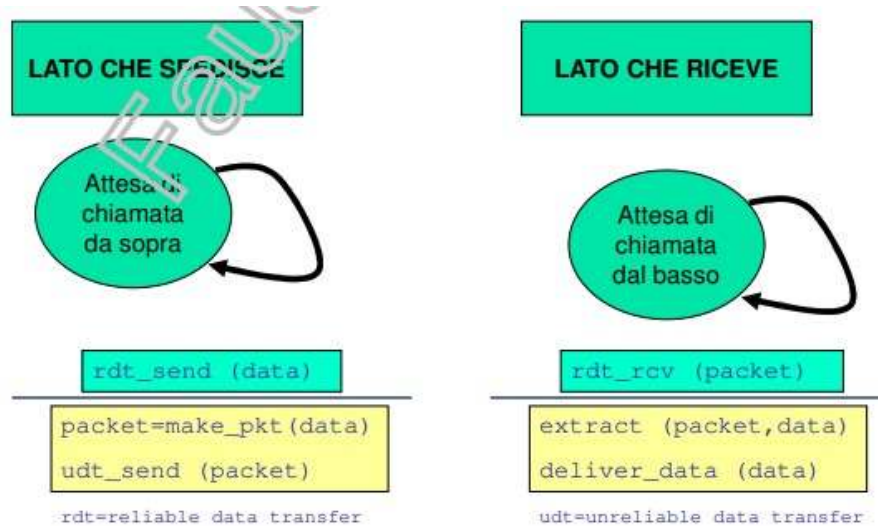 Fau
LATO CHE SPEDISCE
LATO CHE RICEVE
Attesa di
chiamata
da sopra
Attesa di
chiamata
dal basso
rdt_send (data)
rdt_rcv (packet)
packet=make_pkt(data)
udt_send (packet)
extract (packet,data)
deliver_data (data)
rdt=reliable data transfer
udt=unreliable data transfer